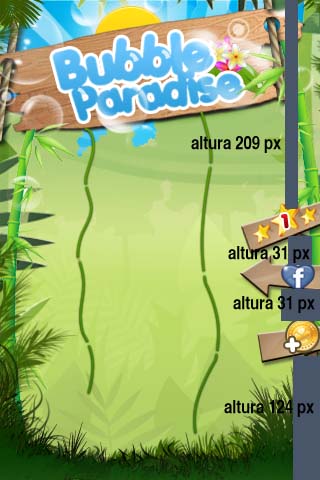 Bubble
Paradise
altura 209 px
1
altura 31 px
f
altura 31 px
+
altura 124 px